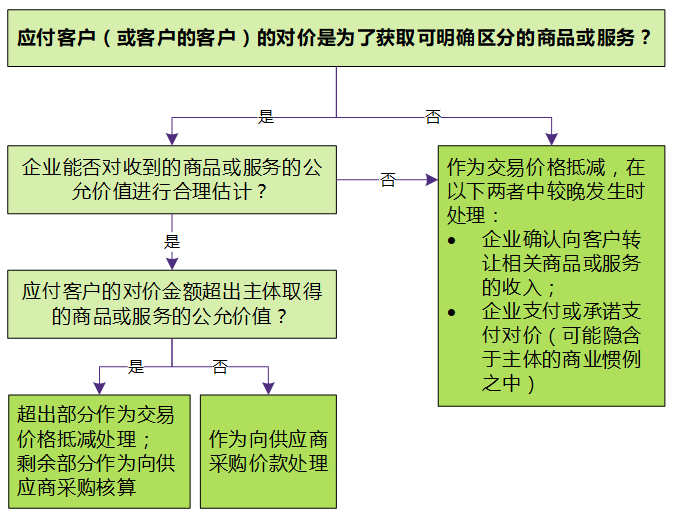 应付客户（或客户的客户）的对价是为了获取可明确区分的商品或服务？
是
否
企业能否对收到的商品或服务的公
允价值进行合理估计？
否
作为交易价格抵减，在
以下两者中较晚发生时
处理：
• 企业确认向客户转
让相关商品或服务
的收入；
• 企业支付或承诺支
付对价（可能隐含
于主体的商业惯例
之中）
是
应付客户的对价金额超出主体取得
的商品或服务的公允价值？
是
否
超出部分作为交易
价格抵减处理；
剩余部分作为向供
应商采购核算
作为向供应商
采购价款处理